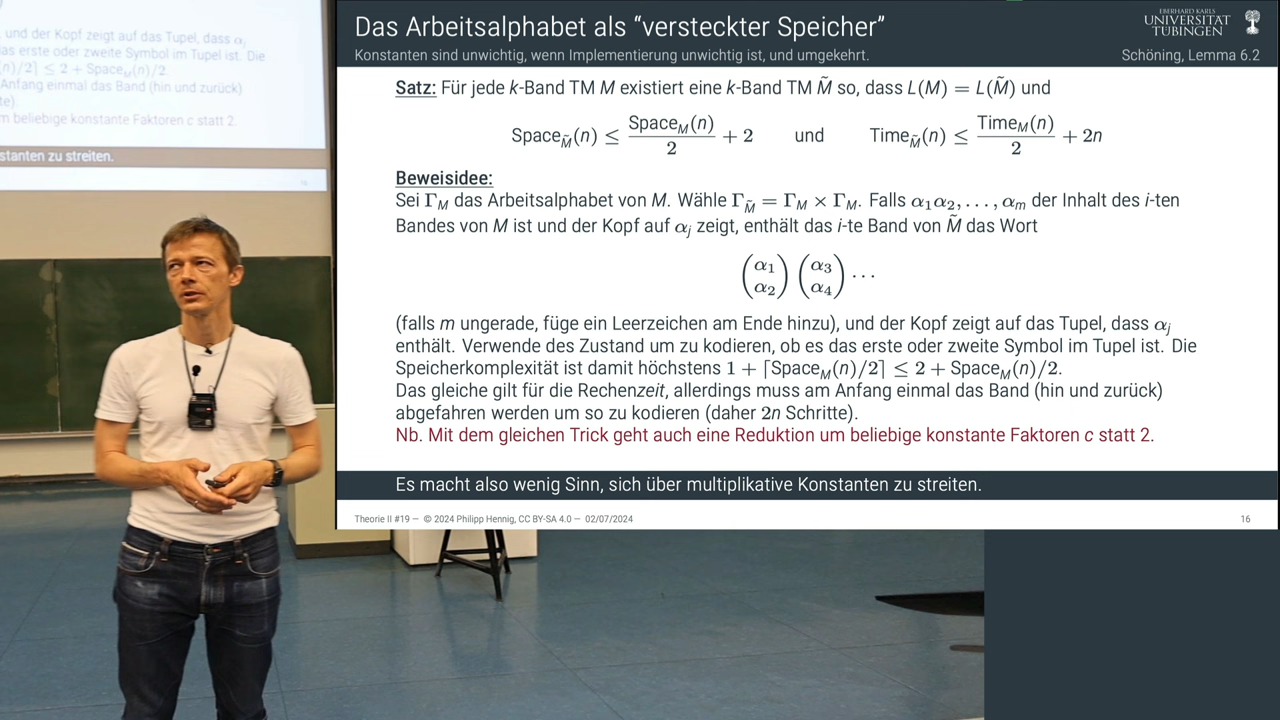 , und der Kopf zeigt auf das Tupel, dass αⱼ
as erste oder zweite Symbol im Tupel ist. Die
(n)/2⌉ ≤ 2 + Space_M(n)/2.
Anfang einmal das Band (hin und zurück)
te).
m beliebige konstante Faktoren c statt 2.
stanten zu streiten.
16
Das Arbeitsalphabet als “versteckter Speicher”
EBERHARD KARLS
UNIVERSITÄT
TÜBINGEN
Konstanten sind unwichtig, wenn Implementierung unwichtig ist, und umgekehrt.
Schöning, Lemma 6.2
Satz: Für jede k-Band TM M existiert eine k-Band TM M̃ so, dass L(M) = L(M̃) und
Space_M̃(n) ≤ Space_M(n)/2 + 2 und Time_M̃(n) ≤ Time_M(n)/2 + 2n
Beweisidee:
Sei Γ_M das Arbeitsalphabet von M. Wähle Γ_M̃ = Γ_M × Γ_M. Falls α₁α₂, . . . , α_m der Inhalt des i-ten
Bandes von M ist und der Kopf auf αⱼ zeigt, enthält das i-te Band von M̃ das Wort
(α₁ α₂) (α₃ α₄) ⋯
(falls m ungerade, füge ein Leerzeichen am Ende hinzu), und der Kopf zeigt auf das Tupel, dass αⱼ
enthält. Verwende des Zustand um zu kodieren, ob es das erste oder zweite Symbol im Tupel ist. Die
Speicherkomplexität ist damit höchstens 1 + ⌈Space_M(n)/2⌉ ≤ 2 + Space_M(n)/2.
Das gleiche gilt für die Rechenzeit, allerdings muss am Anfang einmal das Band (hin und zurück)
abgefahren werden um so zu kodieren (daher 2n Schritte).
Nb. Mit dem gleichen Trick geht auch eine Reduktion um beliebige konstante Faktoren c statt 2.
Es macht also wenig Sinn, sich über multiplikative Konstanten zu streiten.
Theorie II #19 — © 2024 Philipp Hennig, CC BY-SA 4.0 — 02/07/2024
16